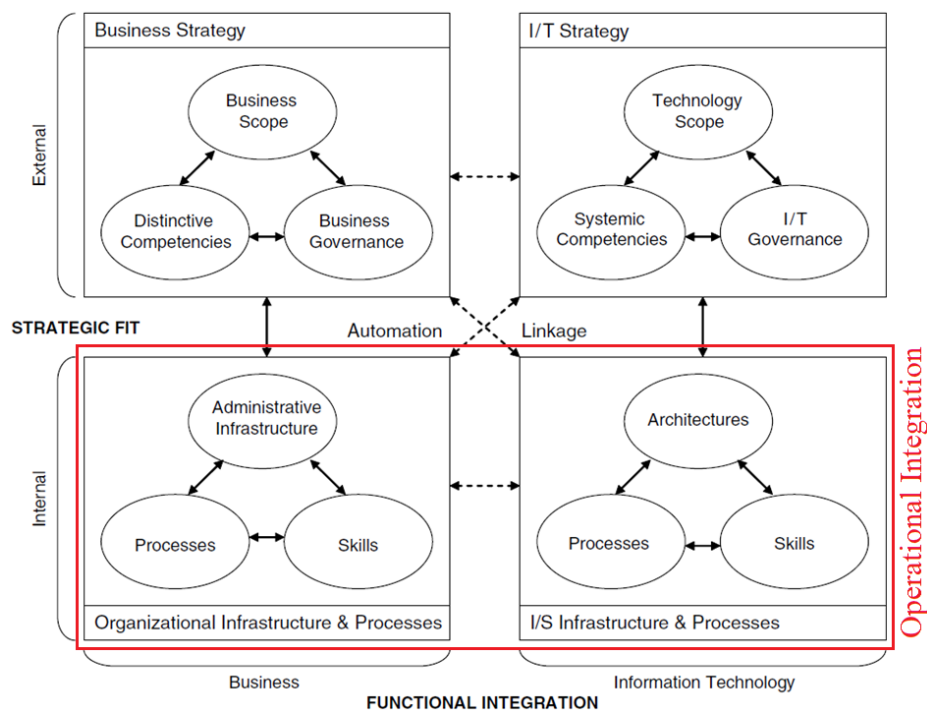 Business Strategy
I/T Strategy
External
Business
Scope
Technology
Scope
Distinctive
Competencies
Business
Governance
Systemic
Competencies
I/T
Governance
STRATEGIC FIT
Automation
Linkage
Internal
Administrative
Infrastructure
Architectures
Processes
Skills
Processes
Skills
Organizational Infrastructure & Processes
I/S Infrastructure & Processes
Operational Integration
Business
Information Technology
FUNCTIONAL INTEGRATION